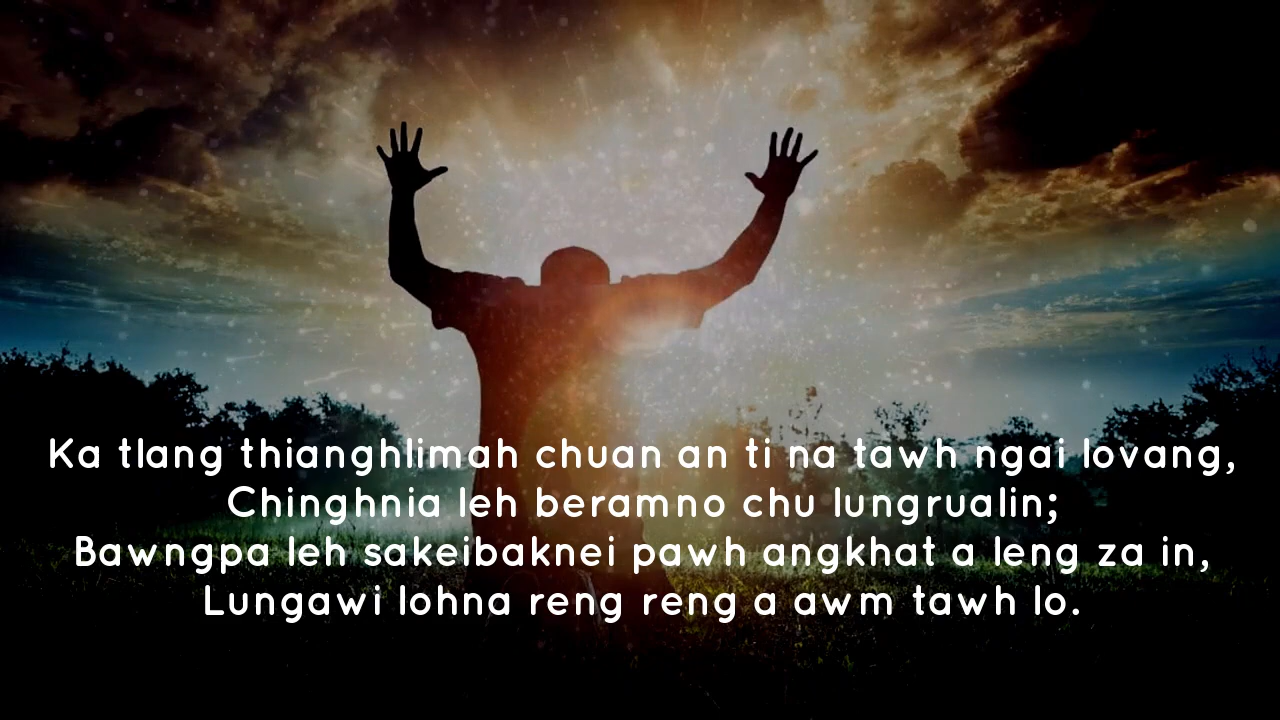 Ka tlang thianghlimah chuan an ti na tawh ngai lovang,
Chinghnia leh beramno chu lungrualin;
Bawngpa leh sakeibaknei pawh angkhat a leng za in,
Lungawi lohna reng reng a awm tawh lo.